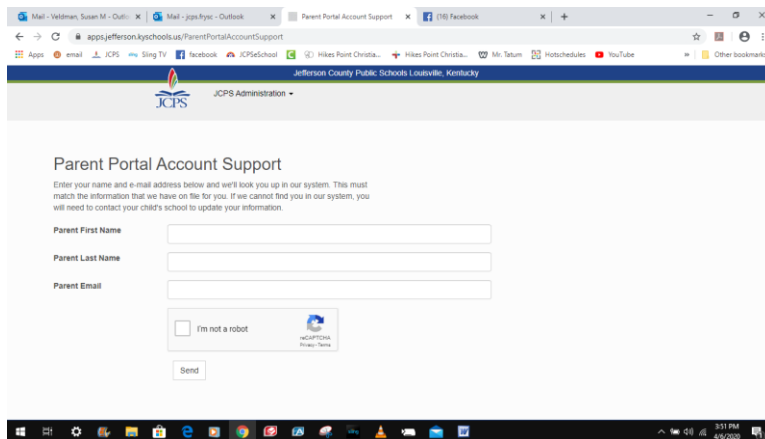 Mail - Veldman, Susan M - Outlo
Mail - jcps.frysc - Outlook
Parent Portal Account Support
(16) Facebook
apps.jefferson.kyschools.us/ParentPortalAccountSupport
Apps email JCPS Sling TV facebook JCPSeSchool Hikes Point Christia... Hikes Point Christia... Mr. Tatum Hotschedules YouTube » Other bookmark
Jefferson County Public Schools Louisville, Kentucky
JCPS
JCPS Administration
Parent Portal Account Support
Enter your name and e-mail address below and we'll look you up in our system. This must
match the information that we have on file for you. If we cannot find you in our system, you
will need to contact your child's school to update your information.
Parent First Name
Parent Last Name
Parent Email
I'm not a robot
reCAPTCHA
Privacy - Terms
Send
3:51 PM
4/6/2020